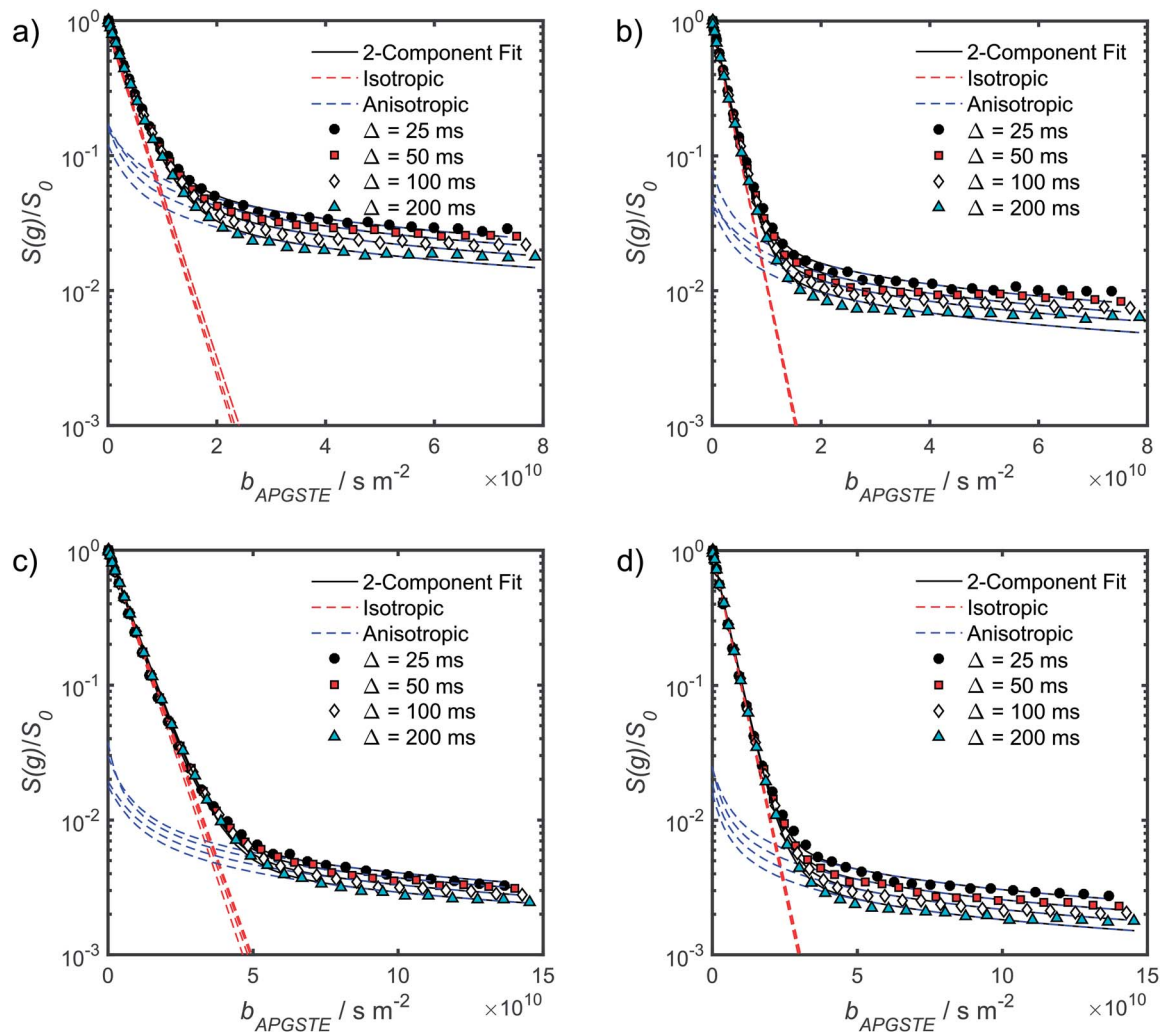 a)
10^0
10^-1
10^-2
10^-3
S(g)/S_0
2-Component Fit
Isotropic
Anisotropic
Δ = 25 ms
Δ = 50 ms
Δ = 100 ms
Δ = 200 ms
0 2 4 6 8
b_APGSTE / s m^-2 ×10^10
b)
10^0
10^-1
10^-2
10^-3
S(g)/S_0
2-Component Fit
Isotropic
Anisotropic
Δ = 25 ms
Δ = 50 ms
Δ = 100 ms
Δ = 200 ms
0 2 4 6 8
b_APGSTE / s m^-2 ×10^10
c)
10^0
10^-1
10^-2
10^-3
S(g)/S_0
2-Component Fit
Isotropic
Anisotropic
Δ = 25 ms
Δ = 50 ms
Δ = 100 ms
Δ = 200 ms
0 5 10 15
b_APGSTE / s m^-2 ×10^10
d)
10^0
10^-1
10^-2
10^-3
S(g)/S_0
2-Component Fit
Isotropic
Anisotropic
Δ = 25 ms
Δ = 50 ms
Δ = 100 ms
Δ = 200 ms
0 5 10 15
b_APGSTE / s m^-2 ×10^10